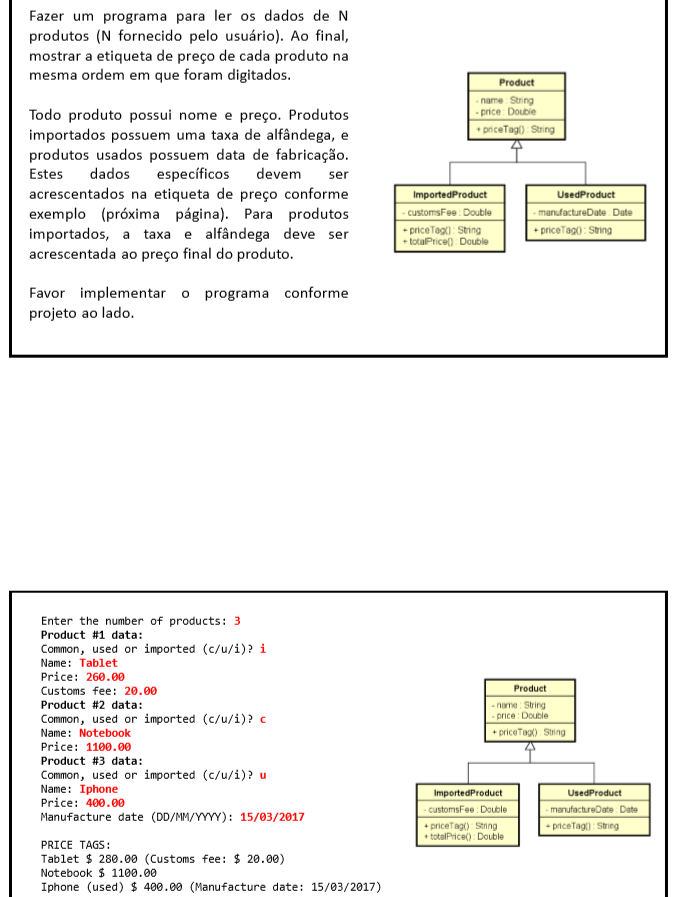 Fazer um programa para ler os dados de N
produtos (N fornecido pelo usuário). Ao final,
mostrar a etiqueta de preço de cada produto na
mesma ordem em que foram digitados.
Todo produto possui nome e preço. Produtos
importados possuem uma taxa de alfândega, e
produtos usados possuem data de fabricação.
Estes dados específicos devem ser
acrescentados na etiqueta de preço conforme
exemplo (próxima página). Para produtos
importados, a taxa e alfândega deve ser
acrescentada ao preço final do produto.
Favor implementar o programa conforme
projeto ao lado.
Product
- name : String
- price : Double
+ priceTag() : String
ImportedProduct
- customsFee : Double
+ priceTag() : String
+ totalPrice() : Double
UsedProduct
- manufactureDate : Date
+ priceTag() : String
Enter the number of products: 3
Product #1 data:
Common, used or imported (c/u/i)? i
Name: Tablet
Price: 260.00
Customs fee: 20.00
Product #2 data:
Common, used or imported (c/u/i)? c
Name: Notebook
Price: 1100.00
Product #3 data:
Common, used or imported (c/u/i)? u
Name: Iphone
Price: 400.00
Manufacture date (DD/MM/YYYY): 15/03/2017
PRICE TAGS:
Tablet $ 280.00 (Customs fee: $ 20.00)
Notebook $ 1100.00
Iphone (used) $ 400.00 (Manufacture date: 15/03/2017)
Product
- name : String
- price : Double
+ priceTag() : String
ImportedProduct
- customsFee : Double
+ priceTag() : String
+ totalPrice() : Double
UsedProduct
- manufactureDate : Date
+ priceTag() : String